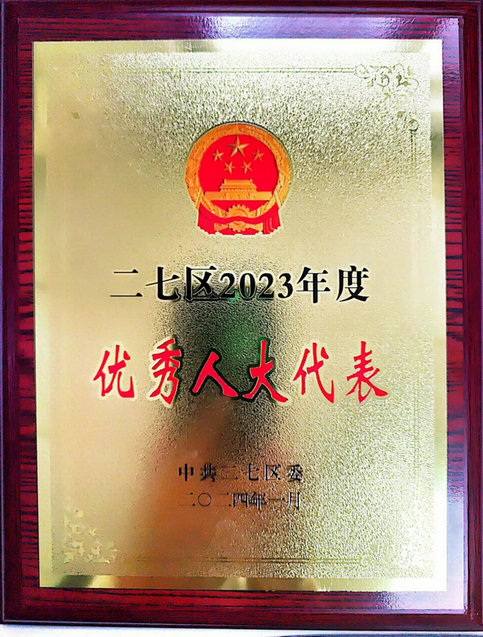 二七区2023年度
优秀人大代表
中共二七区委
二〇二四年一月